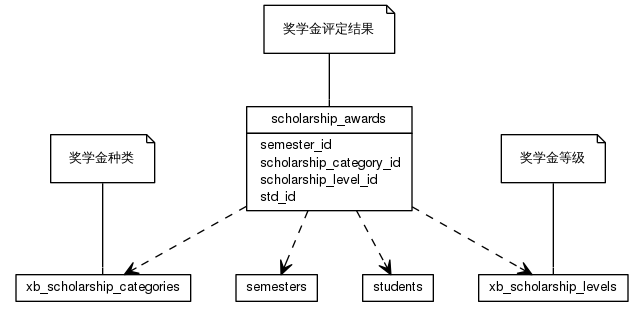 奖学金评定结果
scholarship_awards
semester_id
scholarship_category_id
scholarship_level_id
std_id
奖学金种类
奖学金等级
xb_scholarship_categories
semesters
students
xb_scholarship_levels